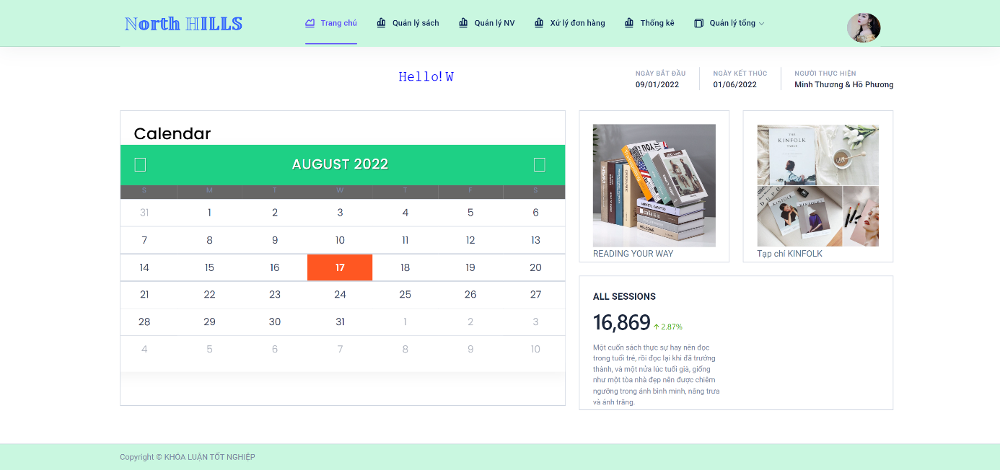 North HILLS
Trang chủ
Quản lý sách
Quản lý NV
Xử lý đơn hàng
Thống kê
Quản lý tổng
Hello! W
NGÀY BẮT ĐẦU
09/01/2022
NGÀY KẾT THÚC
01/06/2022
NGƯỜI THỰC HIỆN
Minh Thương & Hồ Phương
Calendar
AUGUST 2022
S M T W T F S
31 1 2 3 4 5 6
7 8 9 10 11 12 13
14 15 16 17 18 19 20
21 22 23 24 25 26 27
28 29 30 31 1 2 3
4 5 6 7 8 9 10
READING YOUR WAY
THE
KINFOLK
TABLE
KINFOLK
Tạp chí KINFOLK
ALL SESSIONS
16,869 ↑ 2.87%
Một cuốn sách thực sự hay nên đọc
trong tuổi trẻ, rồi đọc lại khi đã trưởng
thành, và một nửa lúc tuổi già, giống
như một tòa nhà đẹp nên được chiêm
ngưỡng trong ánh bình minh, nắng trưa
và ánh trăng.
Copyright © KHÓA LUẬN TỐT NGHIỆP